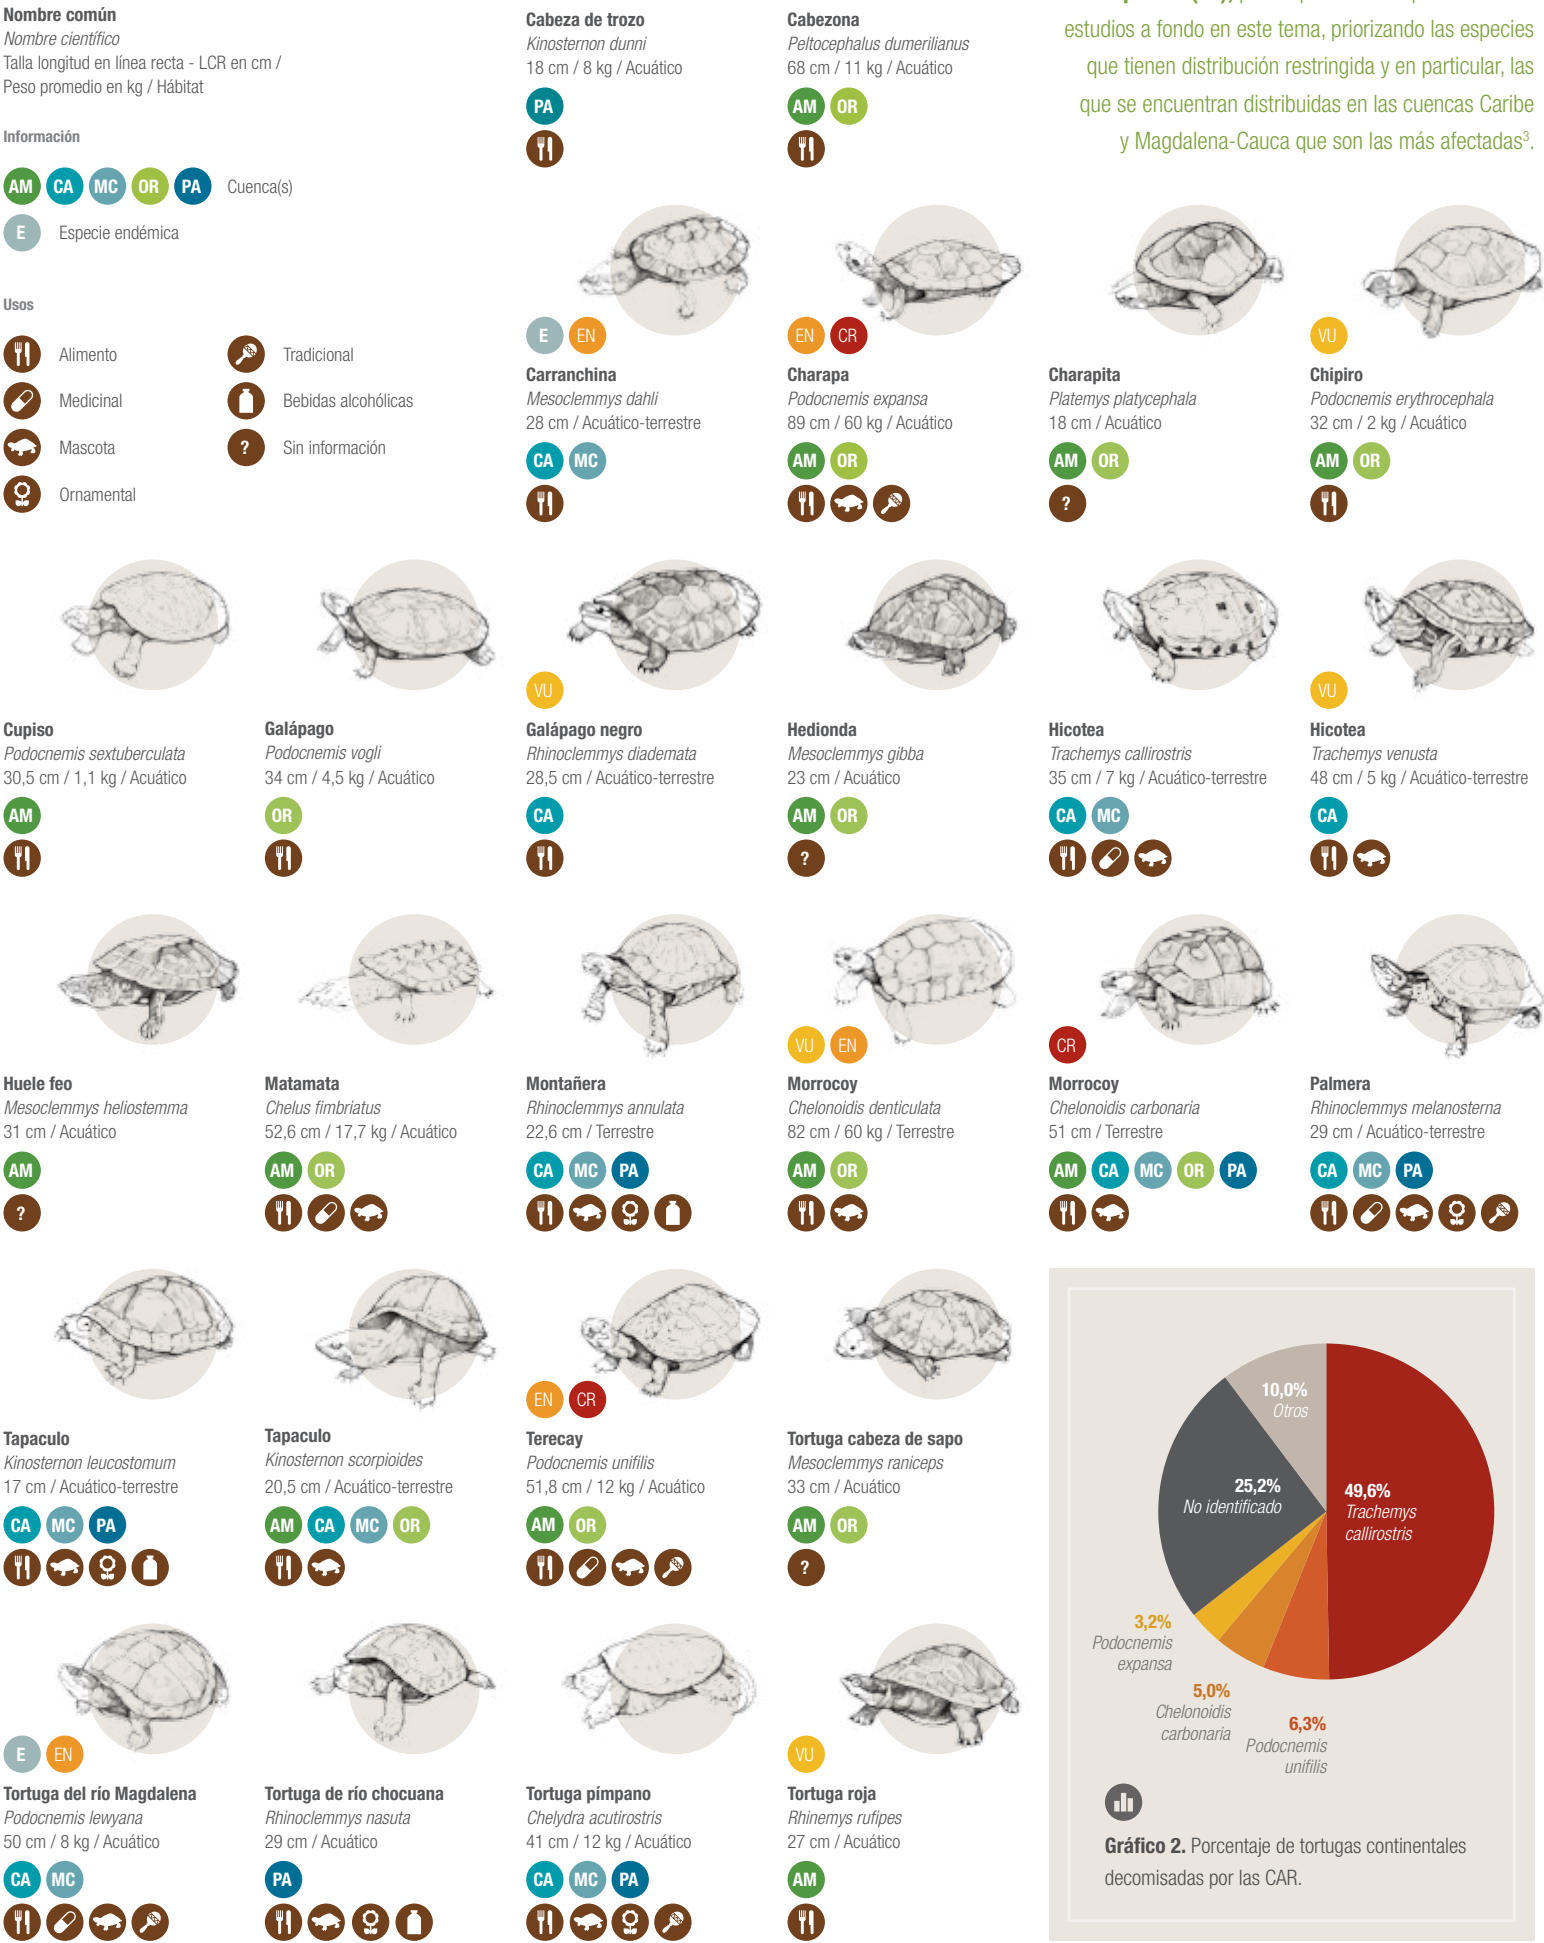 Nombre común
Nombre científico
Talla longitud en línea recta - LCR en cm /
Peso promedio en kg / Hábitat
Información
AM CA MC OR PA Cuenca(s)
E Especie endémica
Usos
Alimento
Tradicional
Medicinal
Bebidas alcohólicas
Mascota
? Sin información
Ornamental
Cabeza de trozo
Kinosternon dunni
18 cm / 8 kg / Acuático
PA
Cabezona
Peltocephalus dumerilianus
68 cm / 11 kg / Acuático
AM OR
estudios a fondo en este tema, priorizando las especies
que tienen distribución restringida y en particular, las
que se encuentran distribuidas en las cuencas Caribe
y Magdalena-Cauca que son las más afectadas³.
E EN
Carranchina
Mesoclemmys dahli
28 cm / Acuático-terrestre
CA MC
EN CR
Charapa
Podocnemis expansa
89 cm / 60 kg / Acuático
AM OR
Charapita
Platemys platycephala
18 cm / Acuático
AM OR
?
VU
Chipiro
Podocnemis erythrocephala
32 cm / 2 kg / Acuático
AM OR
Cupiso
Podocnemis sextuberculata
30,5 cm / 1,1 kg / Acuático
AM
Galápago
Podocnemis vogli
34 cm / 4,5 kg / Acuático
OR
VU
Galápago negro
Rhinoclemmys diademata
28,5 cm / Acuático-terrestre
CA
Hedionda
Mesoclemmys gibba
23 cm / Acuático
AM OR
?
Hicotea
Trachemys callirostris
35 cm / 7 kg / Acuático-terrestre
CA MC
VU
Hicotea
Trachemys venusta
48 cm / 5 kg / Acuático-terrestre
CA
Huele feo
Mesoclemmys heliostemma
31 cm / Acuático
AM
?
Matamata
Chelus fimbriatus
52,6 cm / 17,7 kg / Acuático
AM OR
Montañera
Rhinoclemmys annulata
22,6 cm / Terrestre
CA MC PA
VU EN
Morrocoy
Chelonoidis denticulata
82 cm / 60 kg / Terrestre
AM OR
CR
Morrocoy
Chelonoidis carbonaria
51 cm / Terrestre
AM CA MC OR PA
Palmera
Rhinoclemmys melanosterna
29 cm / Acuático-terrestre
CA MC PA
Tapaculo
Kinosternon leucostomum
17 cm / Acuático-terrestre
CA MC PA
Tapaculo
Kinosternon scorpioides
20,5 cm / Acuático-terrestre
AM CA MC OR
EN CR
Terecay
Podocnemis unifilis
51,8 cm / 12 kg / Acuático
AM OR
Tortuga cabeza de sapo
Mesoclemmys raniceps
33 cm / Acuático
AM OR
?
E EN
Tortuga del río Magdalena
Podocnemis lewyana
50 cm / 8 kg / Acuático
CA MC
Tortuga de río chocuana
Rhinoclemmys nasuta
29 cm / Acuático
PA
Tortuga pímpano
Chelydra acutirostris
41 cm / 12 kg / Acuático
CA MC PA
VU
Tortuga roja
Rhinemys rufipes
27 cm / Acuático
AM
10,0%
Otros
25,2%
No identificado
49,6%
Trachemys
callirostris
3,2%
Podocnemis
expansa
5,0%
Chelonoidis
carbonaria
6,3%
Podocnemis
unifilis
Gráfico 2. Porcentaje de tortugas continentales
decomisadas por las CAR.